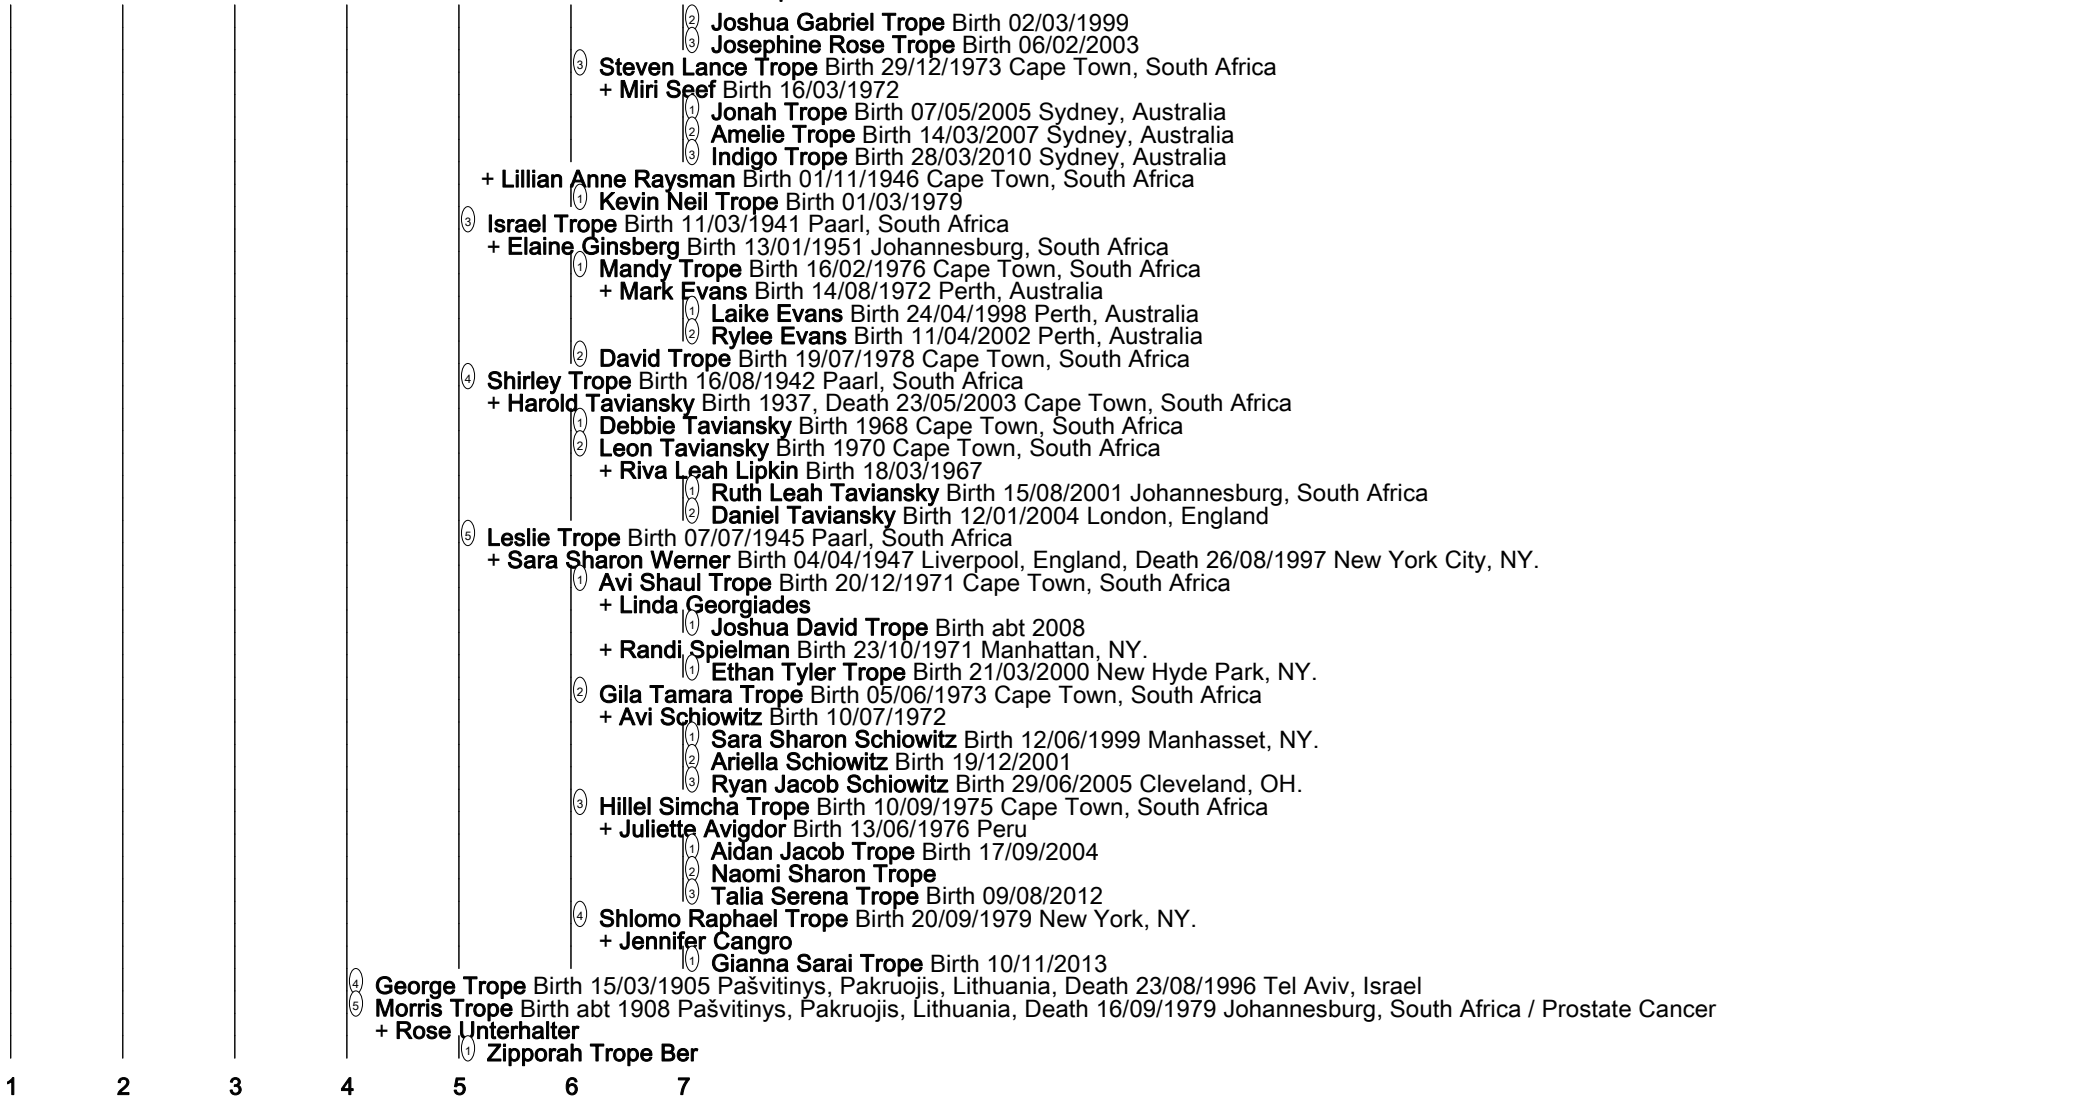 ② Joshua Gabriel Trope Birth 02/03/1999
③ Josephine Rose Trope Birth 06/02/2003
③ Steven Lance Trope Birth 29/12/1973 Cape Town, South Africa
+ Miri Seef Birth 16/03/1972
① Jonah Trope Birth 07/05/2005 Sydney, Australia
② Amelie Trope Birth 14/03/2007 Sydney, Australia
③ Indigo Trope Birth 28/03/2010 Sydney, Australia
+ Lillian Anne Raysman Birth 01/11/1946 Cape Town, South Africa
① Kevin Neil Trope Birth 01/03/1979
③ Israel Trope Birth 11/03/1941 Paarl, South Africa
+ Elaine Ginsberg Birth 13/01/1951 Johannesburg, South Africa
① Mandy Trope Birth 16/02/1976 Cape Town, South Africa
+ Mark Evans Birth 14/08/1972 Perth, Australia
① Laike Evans Birth 24/04/1998 Perth, Australia
② Rylee Evans Birth 11/04/2002 Perth, Australia
② David Trope Birth 19/07/1978 Cape Town, South Africa
④ Shirley Trope Birth 16/08/1942 Paarl, South Africa
+ Harold Taviansky Birth 1937, Death 23/05/2003 Cape Town, South Africa
① Debbie Taviansky Birth 1968 Cape Town, South Africa
② Leon Taviansky Birth 1970 Cape Town, South Africa
+ Riva Leah Lipkin Birth 18/03/1967
① Ruth Leah Taviansky Birth 15/08/2001 Johannesburg, South Africa
② Daniel Taviansky Birth 12/01/2004 London, England
⑤ Leslie Trope Birth 07/07/1945 Paarl, South Africa
+ Sara Sharon Werner Birth 04/04/1947 Liverpool, England, Death 26/08/1997 New York City, NY.
① Avi Shaul Trope Birth 20/12/1971 Cape Town, South Africa
+ Linda Georgiades
① Joshua David Trope Birth abt 2008
+ Randi Spielman Birth 23/10/1971 Manhattan, NY.
① Ethan Tyler Trope Birth 21/03/2000 New Hyde Park, NY.
② Gila Tamara Trope Birth 05/06/1973 Cape Town, South Africa
+ Avi Schiowitz Birth 10/07/1972
① Sara Sharon Schiowitz Birth 12/06/1999 Manhasset, NY.
② Ariella Schiowitz Birth 19/12/2001
③ Ryan Jacob Schiowitz Birth 29/06/2005 Cleveland, OH.
③ Hillel Simcha Trope Birth 10/09/1975 Cape Town, South Africa
+ Juliette Avigdor Birth 13/06/1976 Peru
① Aidan Jacob Trope Birth 17/09/2004
② Naomi Sharon Trope
③ Talia Serena Trope Birth 09/08/2012
④ Shlomo Raphael Trope Birth 20/09/1979 New York, NY.
+ Jennifer Cangro
① Gianna Sarai Trope Birth 10/11/2013
④ George Trope Birth 15/03/1905 Pašvitinys, Pakruojis, Lithuania, Death 23/08/1996 Tel Aviv, Israel
⑤ Morris Trope Birth abt 1908 Pašvitinys, Pakruojis, Lithuania, Death 16/09/1979 Johannesburg, South Africa / Prostate Cancer
+ Rose Unterhalter
① Zipporah Trope Ber
1 2 3 4 5 6 7